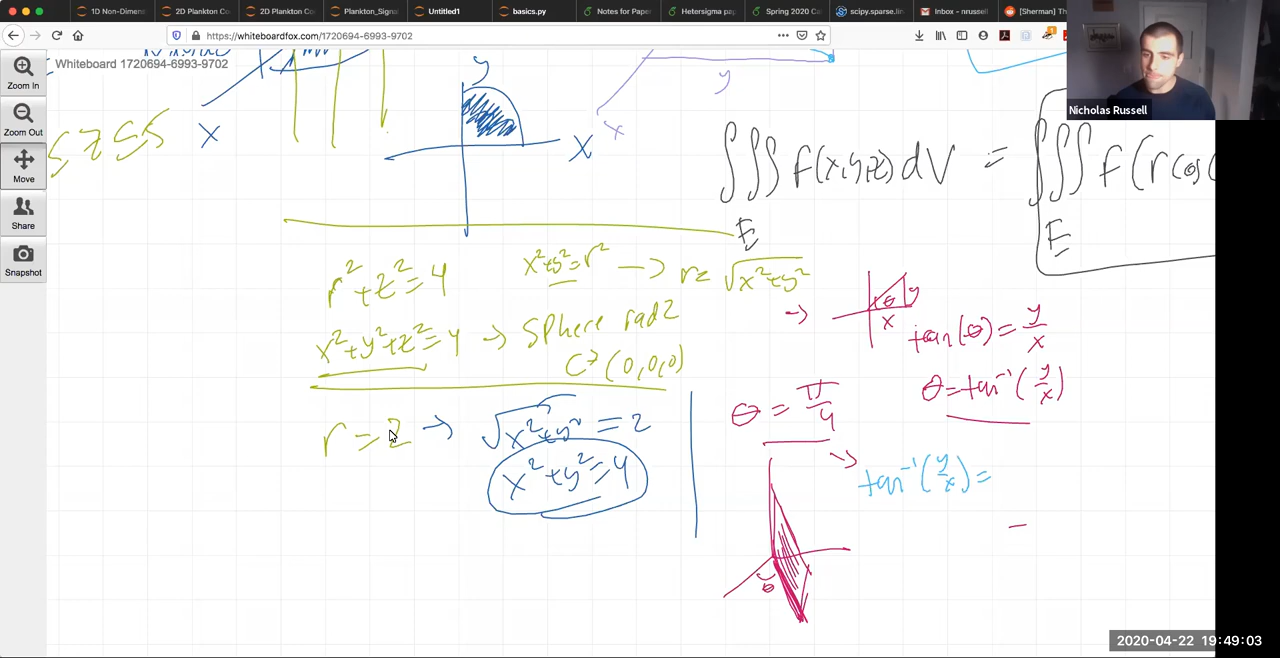 1D Non-Dimen
2D Plankton Co
2D Plankton Co
Plankton_Signa
Untitled1
basics.py
Notes for Paper
Hetersigma pa
Spring 2020 Ca
scipy.sparse.lin
Inbox - nrussell
[Sherman] Th
https://whiteboardfox.com/1720694-6993-9702
Whiteboard 1720694-6993-9702
Zoom In
Zoom Out
Move
Share
Snapshot
Nicholas Russell
x
y
x
y
x
∭ f(x,y,z) dV = ∭ f(r cos(
E
E
r²+z²=4
x²+y²=r² → r= √x²+y²
x²+y²+z²=4 → Sphere rad 2
C → (0,0,0)
→ θ y
x
tan(θ) = y/x
θ=tan⁻¹(y/x)
r=2 → √x²+y² = 2
x²+y²=4
θ = π/4
→ tan⁻¹(y/x) =
θ
2020-04-22 19:49:03